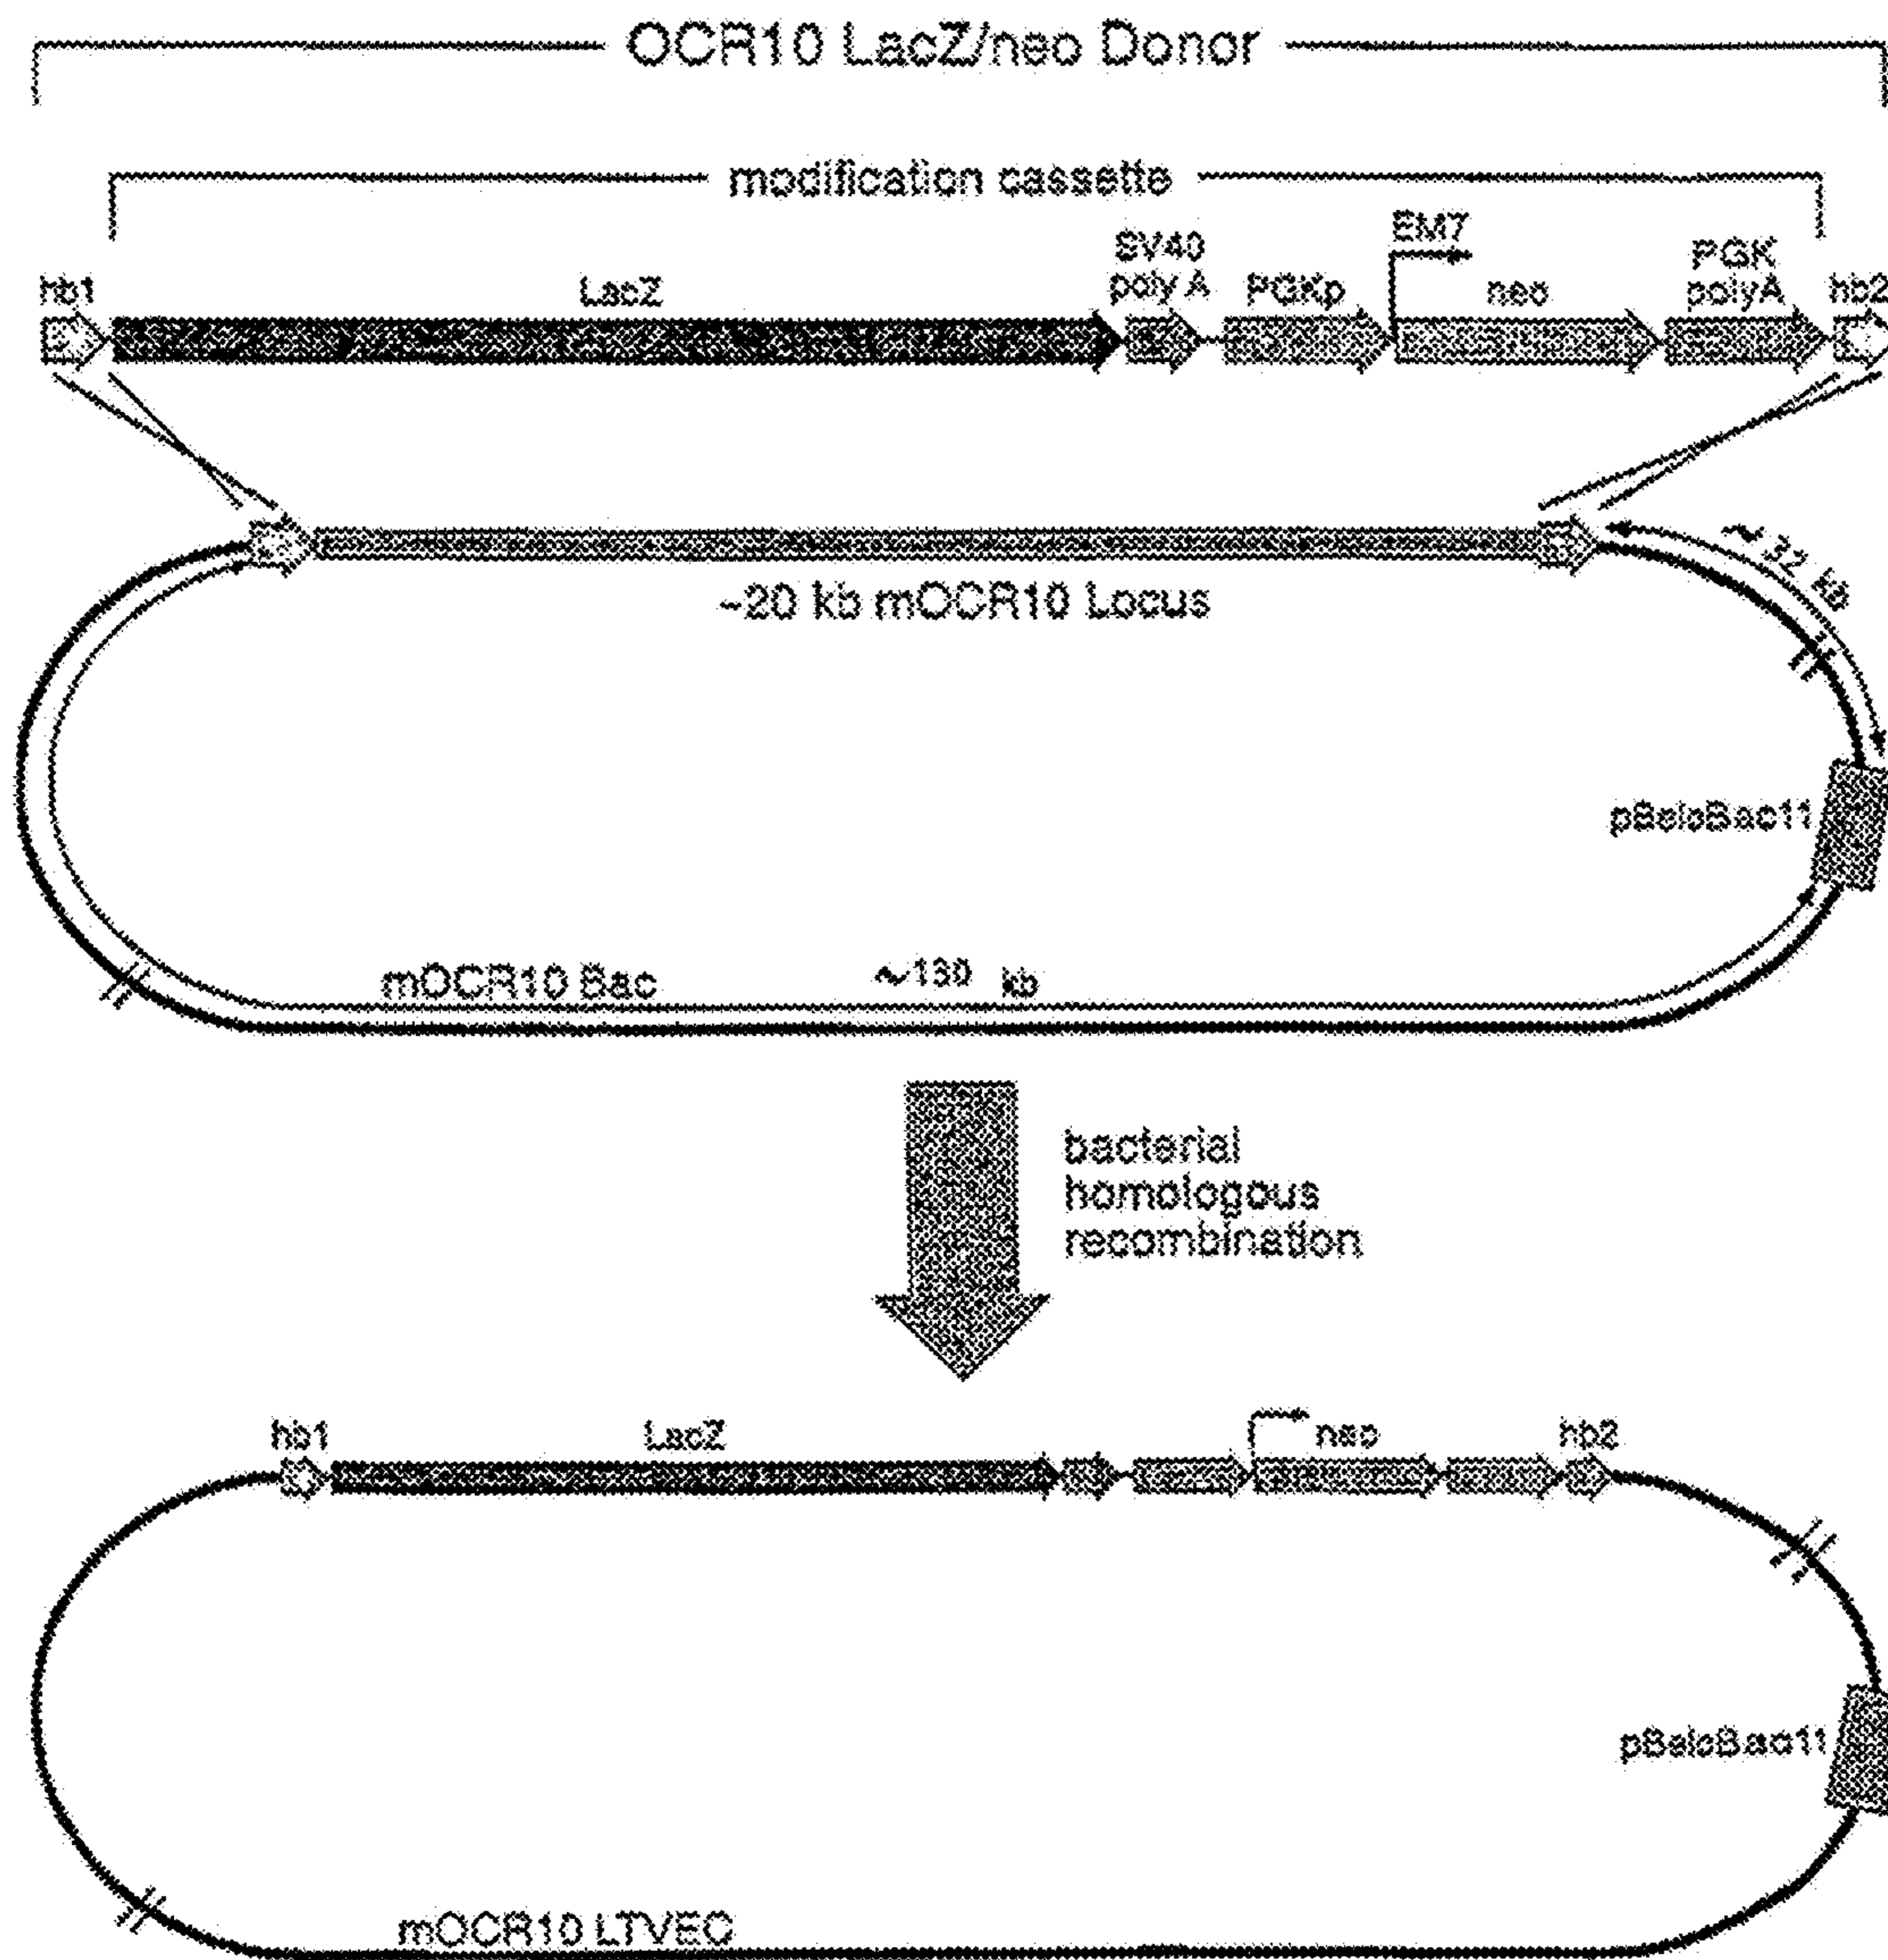 OCR10 LacZ/neo Donor
modification cassette
hb1
LacZ
SV40
poly A
PGKp
EM7
neo
PGK
polyA
hb2
~20 kb mOCR10 Locus
~32 kb
pBeloBac11
mOCR10 Bac
~130 kb
bacterial
homologous
recombination
hb1
LacZ
neo
hb2
pBeloBac11
mOCR10 LTVEC